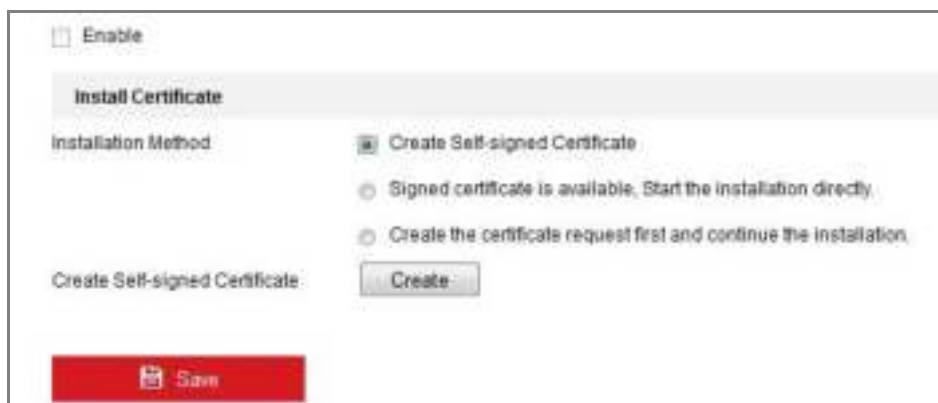 Enable
Install Certificate
Installation Method
Create Self-signed Certificate
Signed certificate is available, Start the installation directly.
Create the certificate request first and continue the installation.
Create Self-signed Certificate
Create
Save